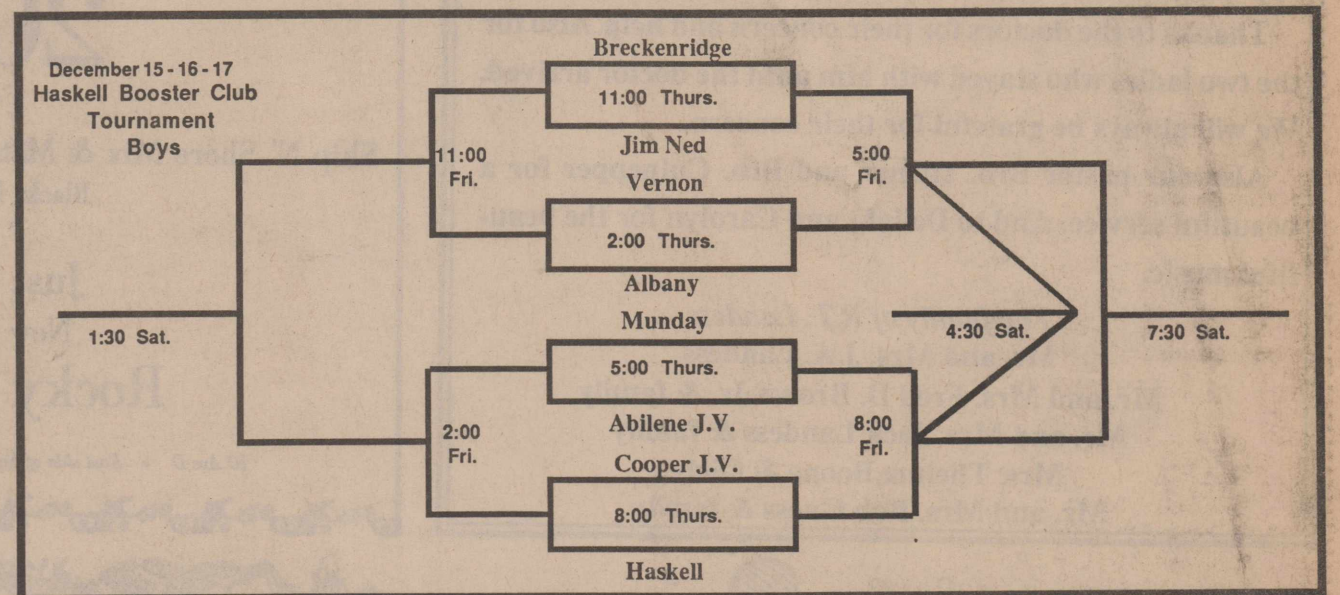 December 15 - 16 - 17
Haskell Booster Club
Tournament
Boys
Breckenridge
11:00 Thurs.
Jim Ned
Vernon
2:00 Thurs.
Albany
Munday
5:00 Thurs.
Abilene J.V.
Cooper J.V.
8:00 Thurs.
Haskell
11:00
Fri.
2:00
Fri.
1:30 Sat.
5:00
Fri.
8:00
Fri.
4:30 Sat.
7:30 Sat.